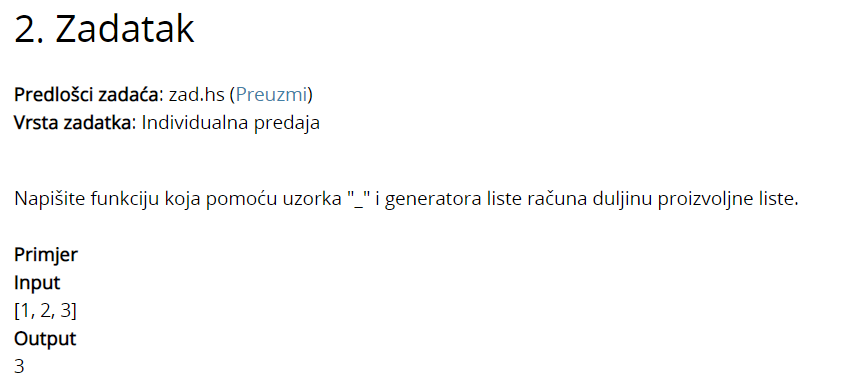 2. Zadatak
Predlošci zadaća: zad.hs (Preuzmi)
Vrsta zadatka: Individualna predaja
Napišite funkciju koja pomoću uzorka "_" i generatora liste računa duljinu proizvoljne liste.
Primjer
Input
[1, 2, 3]
Output
3